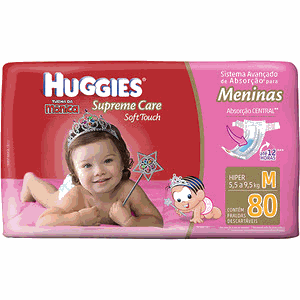 HUGGIES
Turma da
Mônica
Supreme Care
Soft Touch
Sistema Avançado
de Absorção para
Meninas
Absorção CENTRAL
ATÉ 12
HORAS
HIPER
5,5 a 9,5 kg
M
CONTÉM
FRALDAS
DESCARTÁVEIS
80